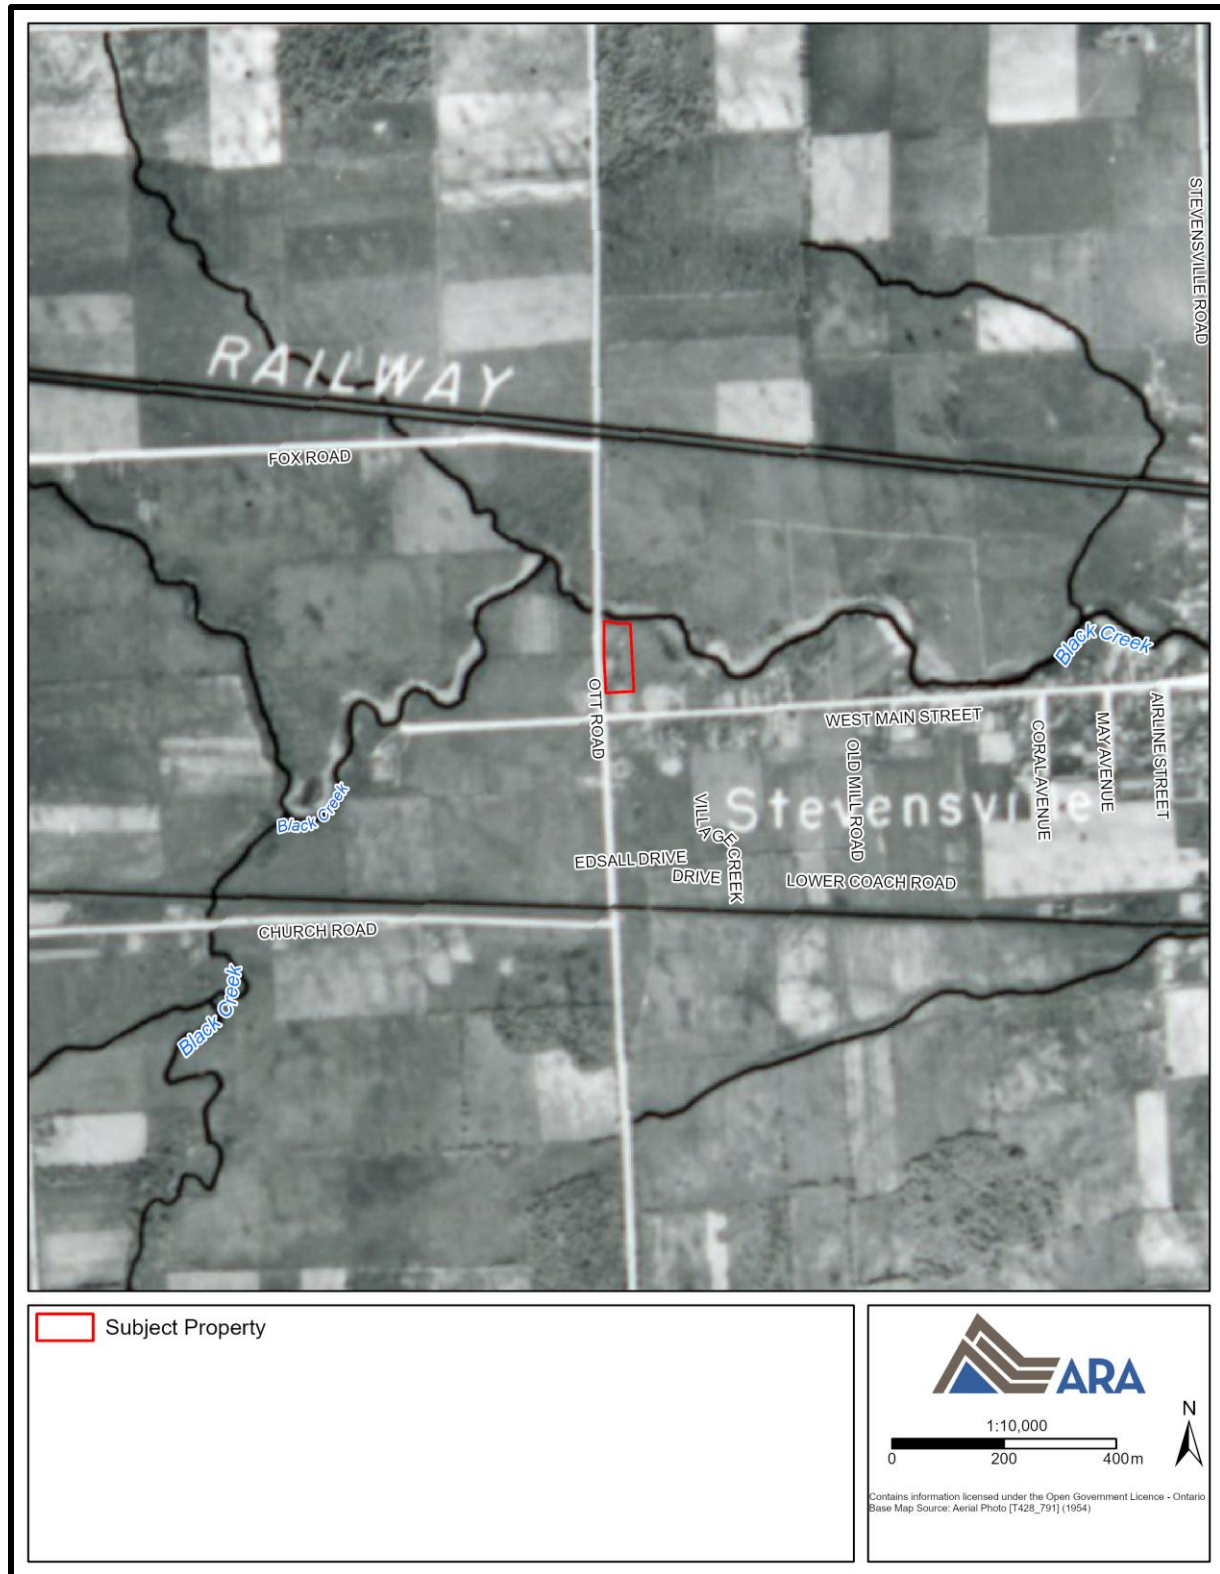 STEVENSVILLE ROAD
RAILWAY
FOX ROAD
Black Creek
OTT ROAD
WEST MAIN STREET
CORAL AVENUE
MAY AVENUE
AIRLINE STREET
OLD MILL ROAD
Stevensville
Black Creek
VILLAGE CREEK
DRIVE
EDSALL DRIVE
LOWER COACH ROAD
CHURCH ROAD
Black Creek
Subject Property
ARA
N
1:10,000
0 200 400m
Contains information licensed under the Open Government Licence - Ontario
Base Map Source: Aerial Photo [T428_791] (1954)